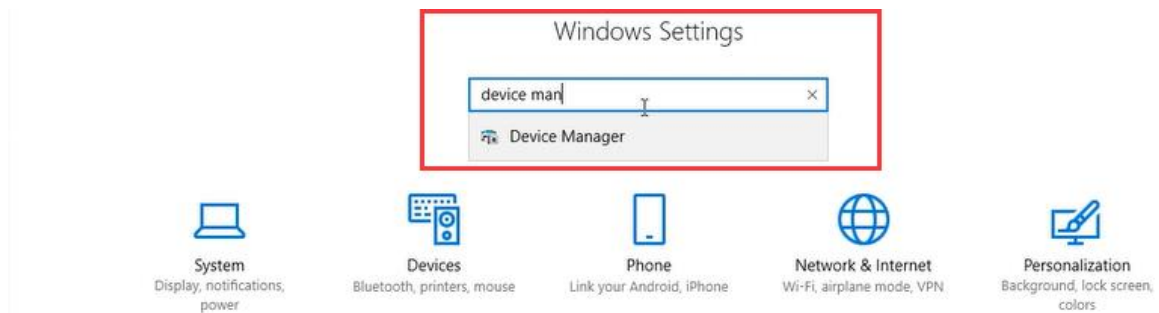 Windows Settings
device man
Device Manager
System
Display, notifications,
power
Devices
Bluetooth, printers, mouse
Phone
Link your Android, iPhone
Network & Internet
Wi-Fi, airplane mode, VPN
Personalization
Background, lock screen,
colors